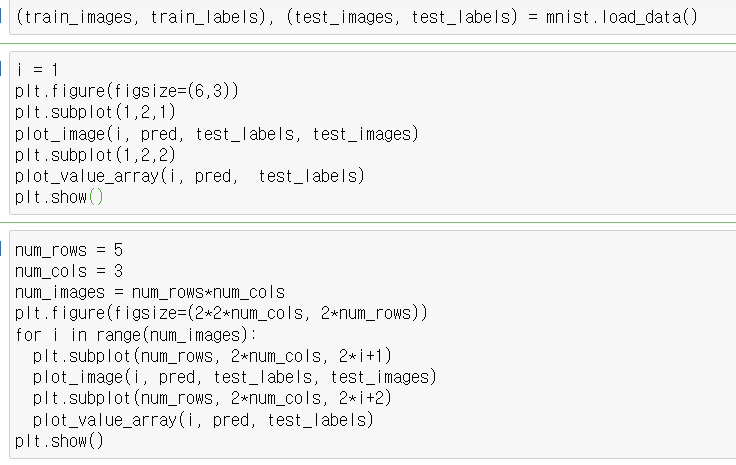 (train_images, train_labels), (test_images, test_labels) = mnist.load_data()
i = 1
plt.figure(figsize=(6,3))
plt.subplot(1,2,1)
plot_image(i, pred, test_labels, test_images)
plt.subplot(1,2,2)
plot_value_array(i, pred,  test_labels)
plt.show()
num_rows = 5
num_cols = 3
num_images = num_rows*num_cols
plt.figure(figsize=(2*2*num_cols, 2*num_rows))
for i in range(num_images):
  plt.subplot(num_rows, 2*num_cols, 2*i+1)
  plot_image(i, pred, test_labels, test_images)
  plt.subplot(num_rows, 2*num_cols, 2*i+2)
  plot_value_array(i, pred, test_labels)
plt.show()